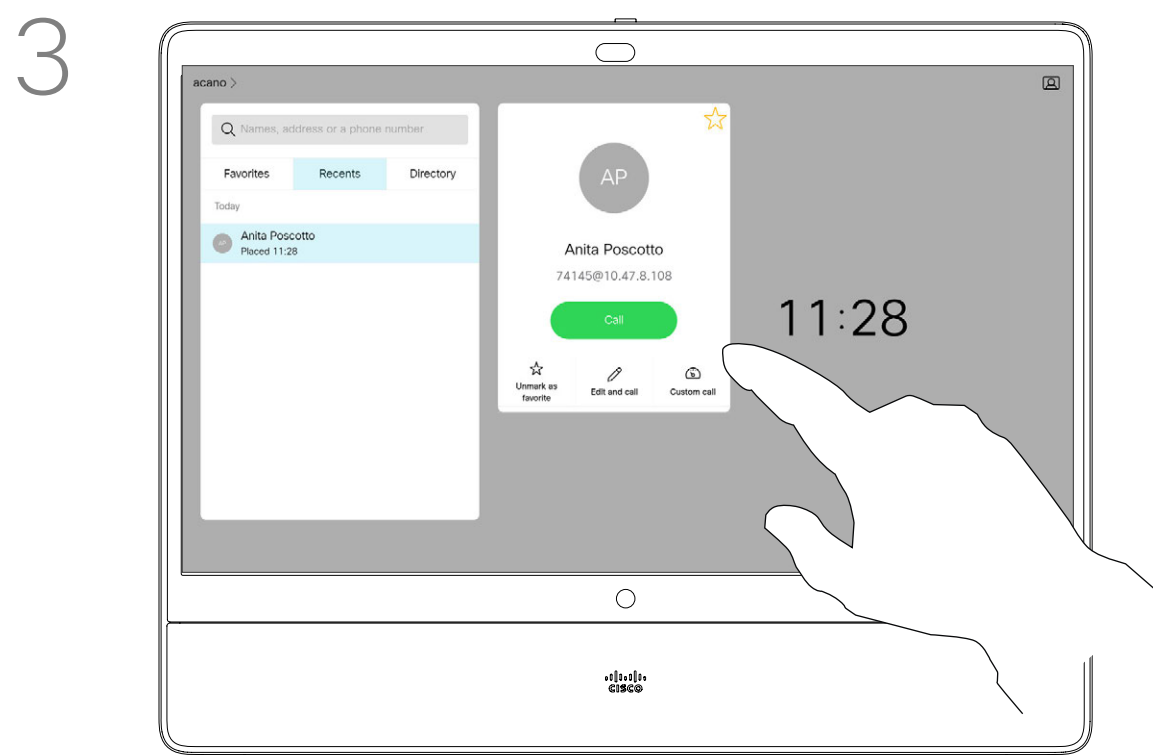 3
acano >
Names, address or a phone number
Favorites Recents Directory
Today
AP Anita Poscotto
Placed 11:28
AP
Anita Poscotto
74145@10.47.8.108
Call
Unmark as
favorite
Edit and call
Custom call
11:28
CISCO